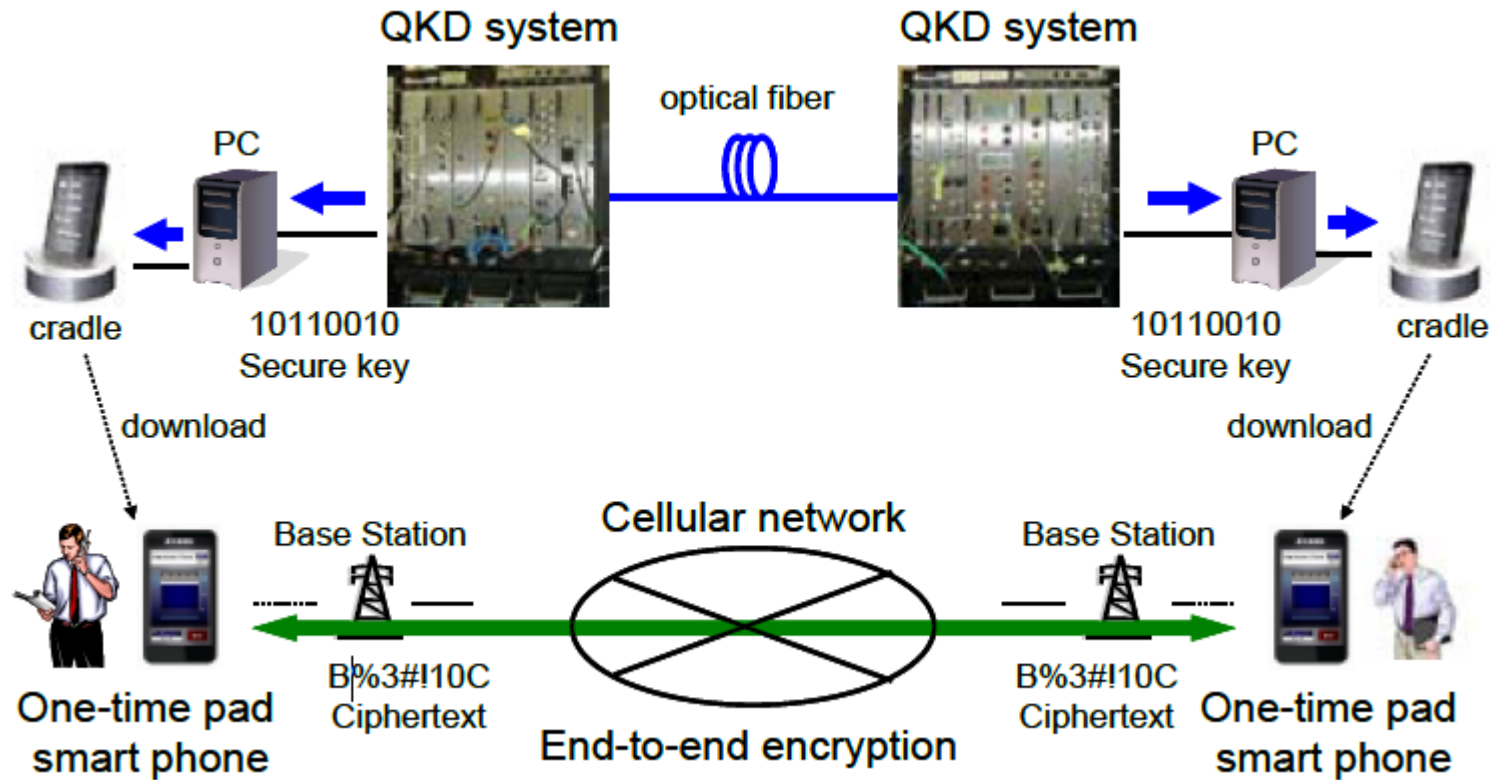 QKD system
QKD system
optical fiber
PC
PC
cradle
10110010
Secure key
10110010
Secure key
cradle
download
download
Base Station
Cellular network
Base Station
B%3#!10C
Ciphertext
B%3#!10C
Ciphertext
One-time pad
smart phone
End-to-end encryption
One-time pad
smart phone